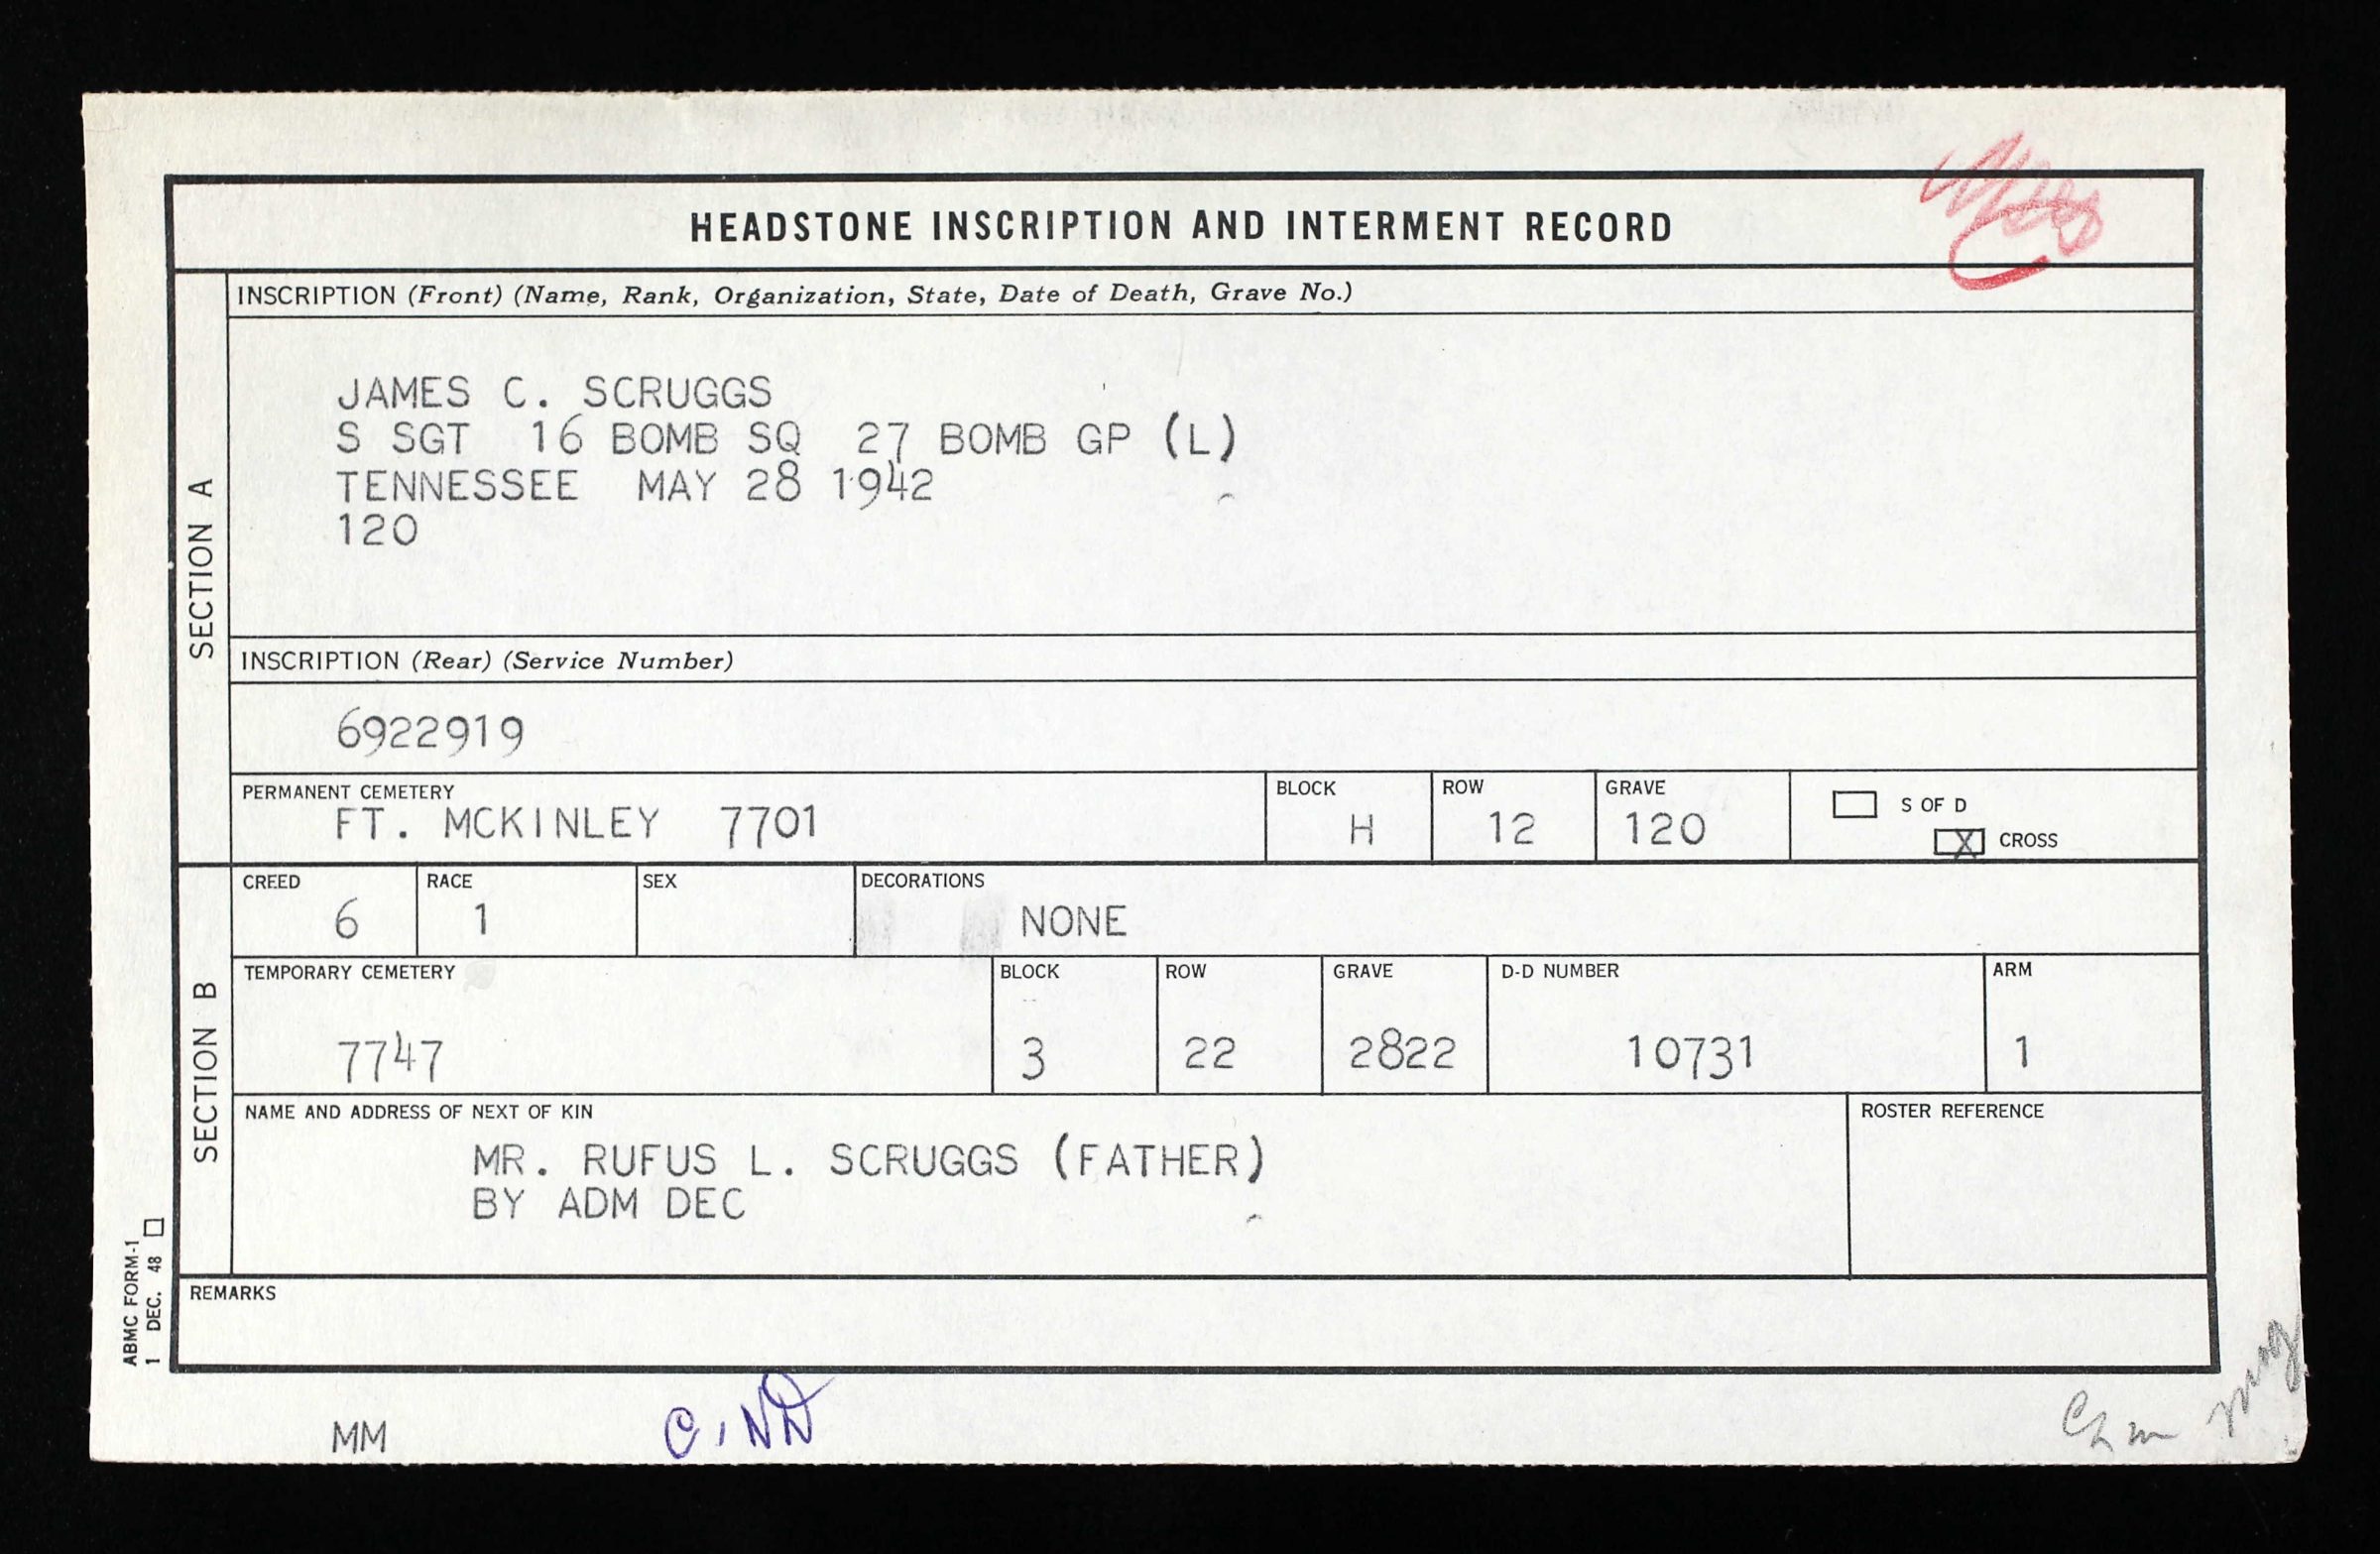 HEADSTONE INSCRIPTION AND INTERMENT RECORD
SECTION A
INSCRIPTION (Front) (Name, Rank, Organization, State, Date of Death, Grave No.)
JAMES C. SCRUGGS
S SGT 16 BOMB SQ 27 BOMB GP (L)
TENNESSEE MAY 28 1942
120
INSCRIPTION (Rear) (Service Number)
6922919
PERMANENT CEMETERY
FT. MCKINLEY 7701
BLOCK
H
ROW
12
GRAVE
120
S OF D
X CROSS
SECTION B
CREED
6
RACE
1
SEX
DECORATIONS
NONE
TEMPORARY CEMETERY
7747
BLOCK
3
ROW
22
GRAVE
2822
D-D NUMBER
10731
ARM
1
NAME AND ADDRESS OF NEXT OF KIN
MR. RUFUS L. SCRUGGS (FATHER)
BY ADM DEC
ROSTER REFERENCE
REMARKS
ABMC FORM-1
1 DEC. 48
MM